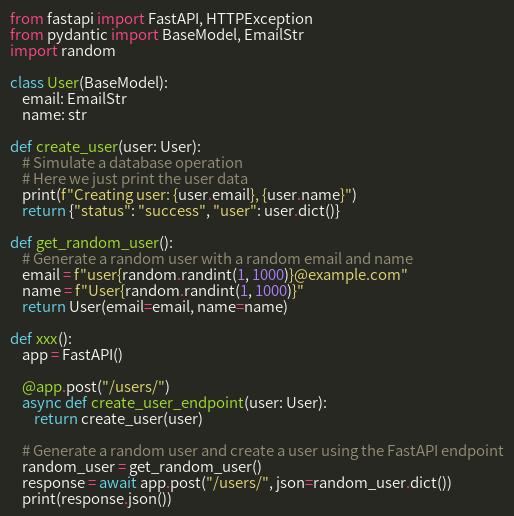 from fastapi import FastAPI, HTTPException
from pydantic import BaseModel, EmailStr
import random

class User(BaseModel):
    email: EmailStr
    name: str

def create_user(user: User):
    # Simulate a database operation
    # Here we just print the user data
    print(f"Creating user: {user.email}, {user.name}")
    return {"status": "success", "user": user.dict()}

def get_random_user():
    # Generate a random user with a random email and name
    email = f"user{random.randint(1, 1000)}@example.com"
    name = f"User{random.randint(1, 1000)}"
    return User(email=email, name=name)

def xxx():
    app = FastAPI()

    @app.post("/users/")
    async def create_user_endpoint(user: User):
        return create_user(user)

    # Generate a random user and create a user using the FastAPI endpoint
    random_user = get_random_user()
    response = await app.post("/users/", json=random_user.dict())
    print(response.json())